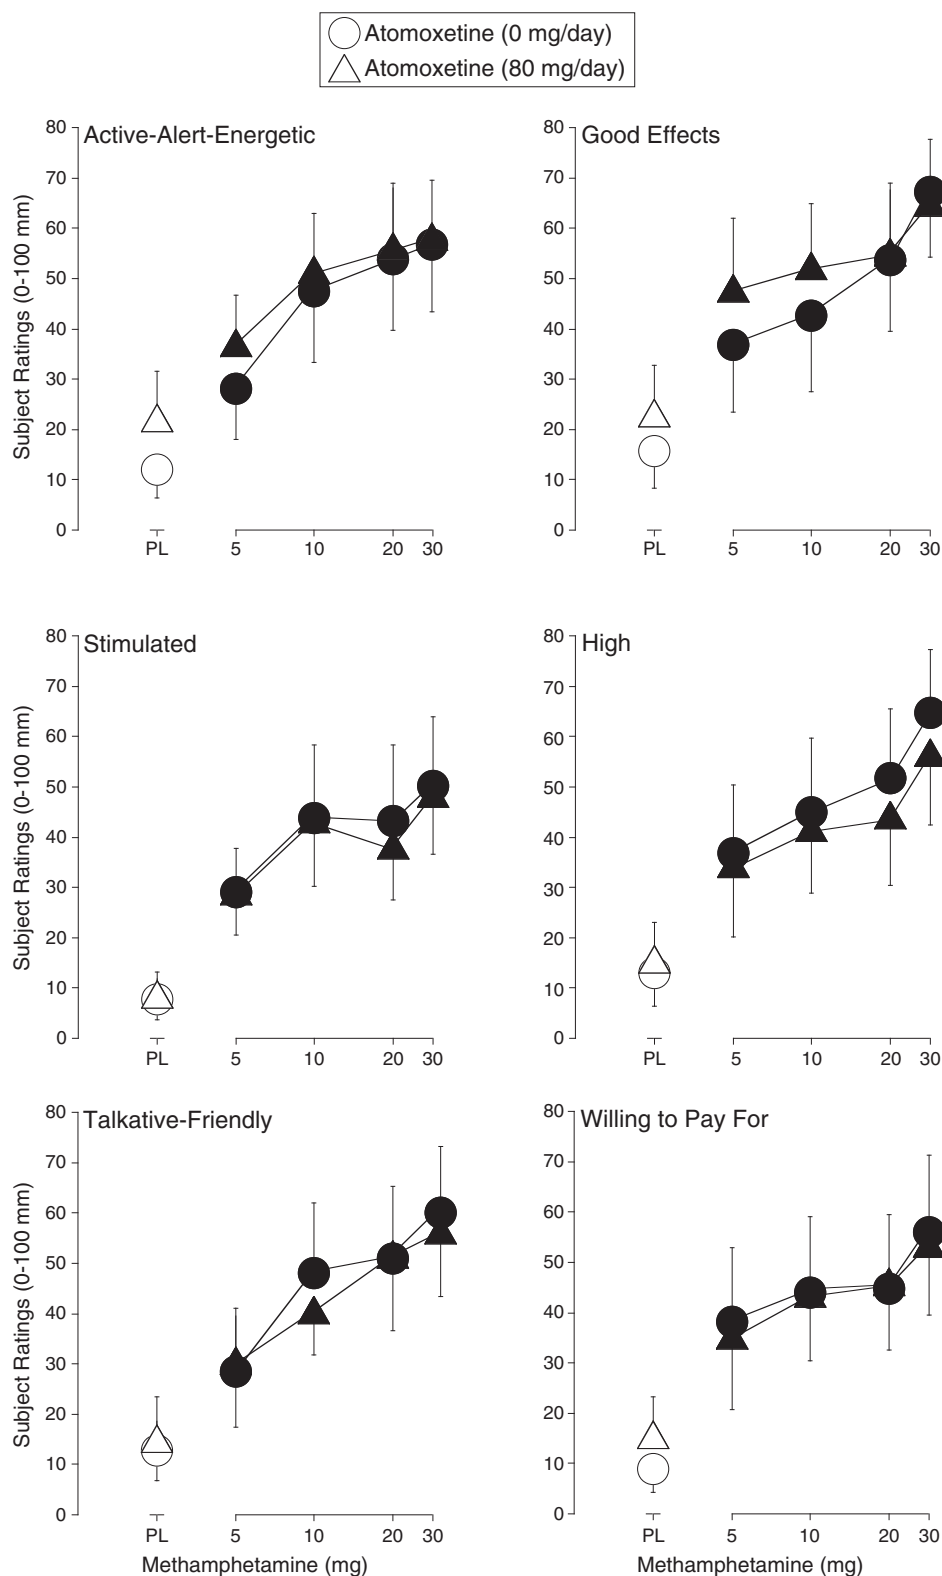 Atomoxetine (0 mg/day)
Atomoxetine (80 mg/day)
Active-Alert-Energetic
Subject Ratings (0-100 mm)
80
70
60
50
40
30
20
10
0
PL 5 10 20 30
Good Effects
80
70
60
50
40
30
20
10
0
PL 5 10 20 30
Stimulated
Subject Ratings (0-100 mm)
80
70
60
50
40
30
20
10
0
PL 5 10 20 30
High
80
70
60
50
40
30
20
10
0
PL 5 10 20 30
Talkative-Friendly
Subject Ratings (0-100 mm)
80
70
60
50
40
30
20
10
0
PL 5 10 20 30
Methamphetamine (mg)
Willing to Pay For
80
70
60
50
40
30
20
10
0
PL 5 10 20 30
Methamphetamine (mg)